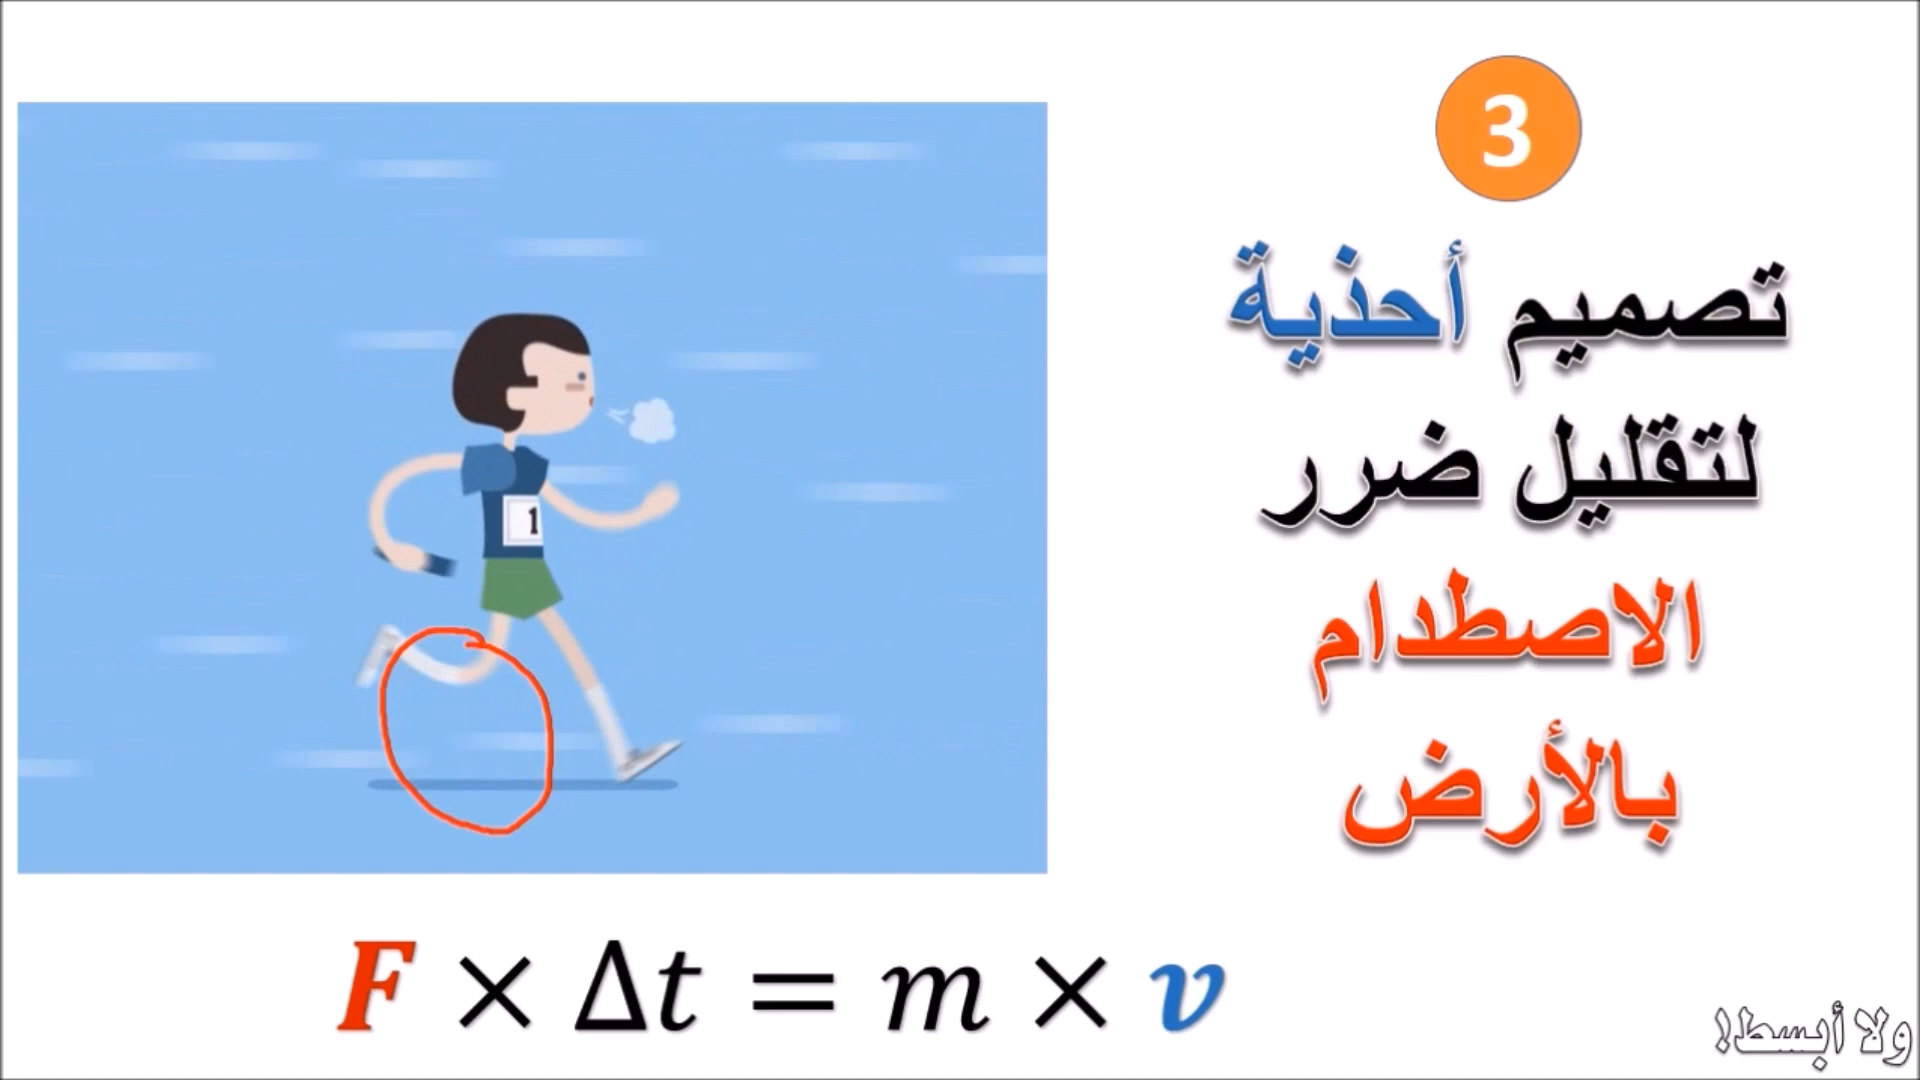 3
تصميم أحذية
لتقليل ضرر
الاصطدام
بالأرض
1
F × Δt = m × v
ولا أبسط!